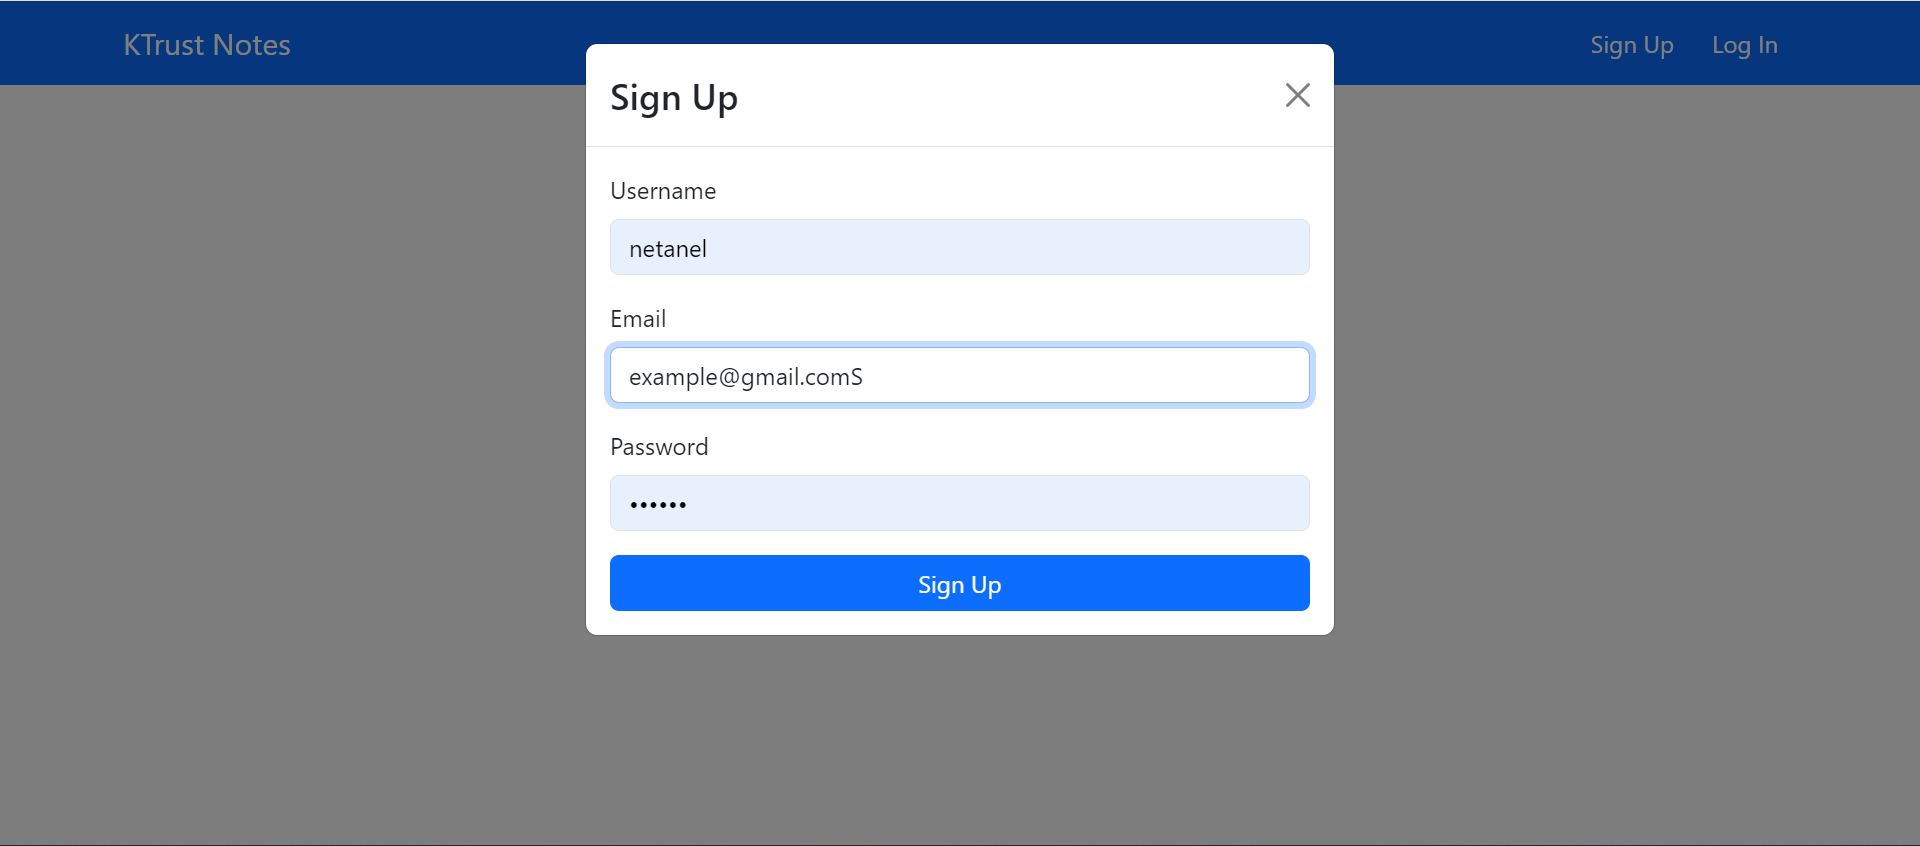 KTrust Notes
Sign Up
Log In
Sign Up
Username
netanel
Email
example@gmail.comS
Password
••••••
Sign Up